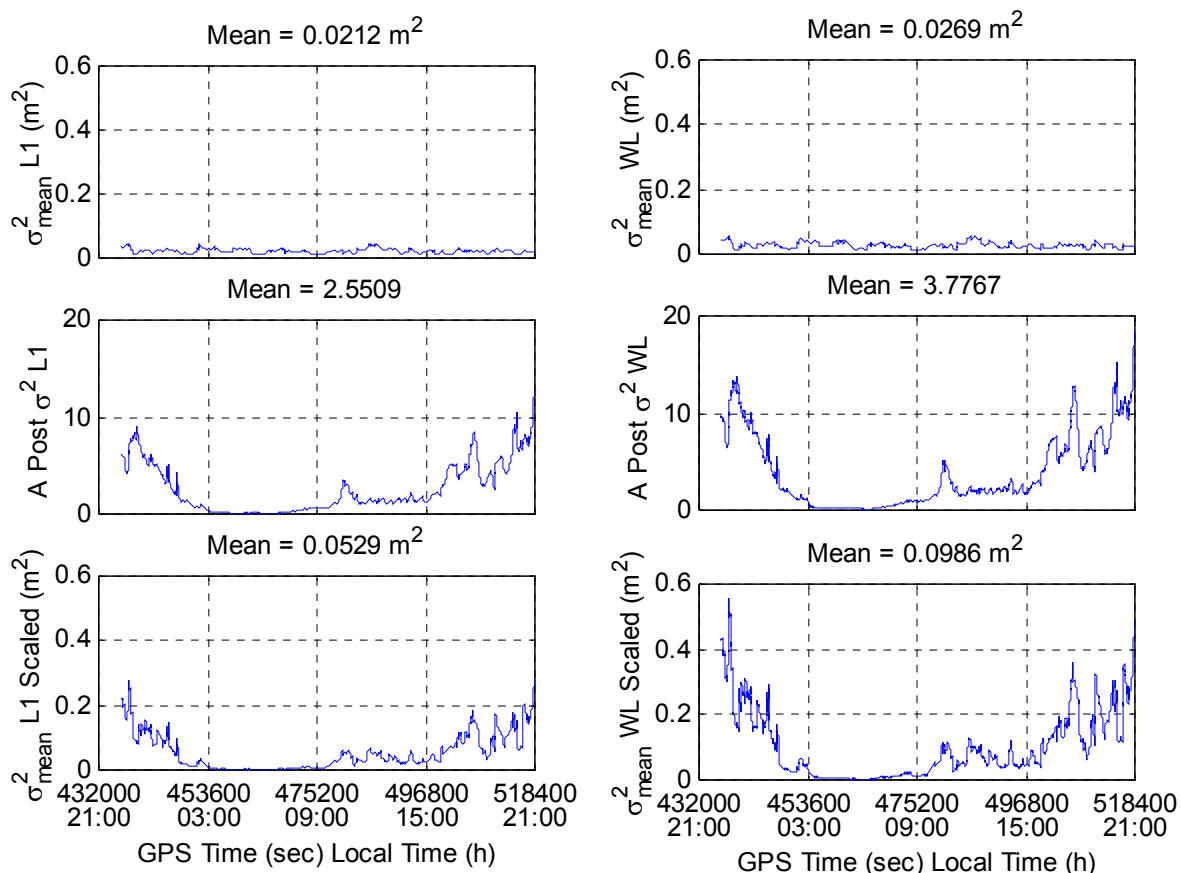 Mean = 0.0212 m²
σ²mean L1 (m²)
0.6
0.4
0.2
0
Mean = 2.5509
A Post σ² L1
20
10
0
Mean = 0.0529 m²
σ²mean L1 Scaled (m²)
0.6
0.4
0.2
0
432000 453600 475200 496800 518400
21:00 03:00 09:00 15:00 21:00
GPS Time (sec) Local Time (h)
Mean = 0.0269 m²
σ²mean WL (m²)
0.6
0.4
0.2
0
Mean = 3.7767
A Post σ² WL
20
10
0
Mean = 0.0986 m²
σ²mean WL Scaled (m²)
0.6
0.4
0.2
0
432000 453600 475200 496800 518400
21:00 03:00 09:00 15:00 21:00
GPS Time (sec) Local Time (h)